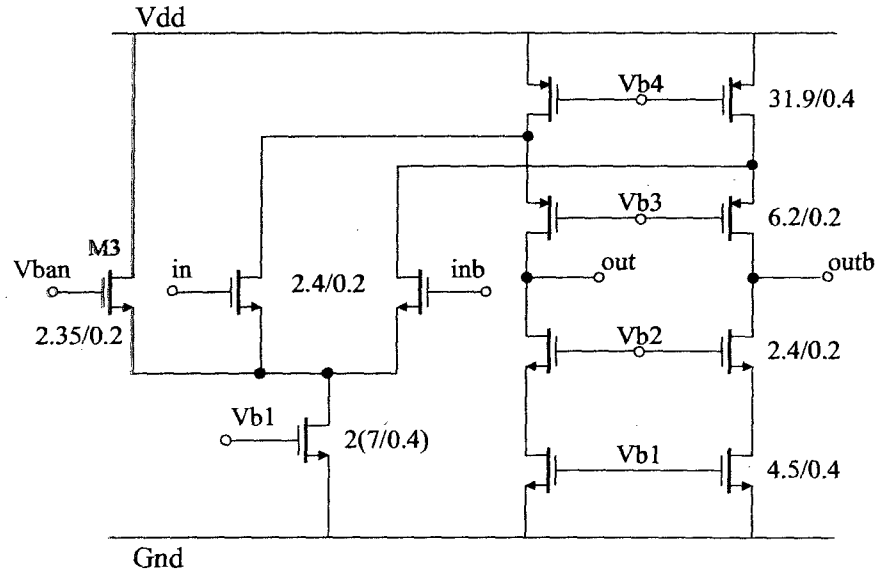 Vdd
Vb4
31.9/0.4
Vb3
6.2/0.2
M3
Vban
in
2.4/0.2
inb
out
outb
2.35/0.2
Vb2
2.4/0.2
Vb1
2(7/0.4)
Vb1
4.5/0.4
Gnd